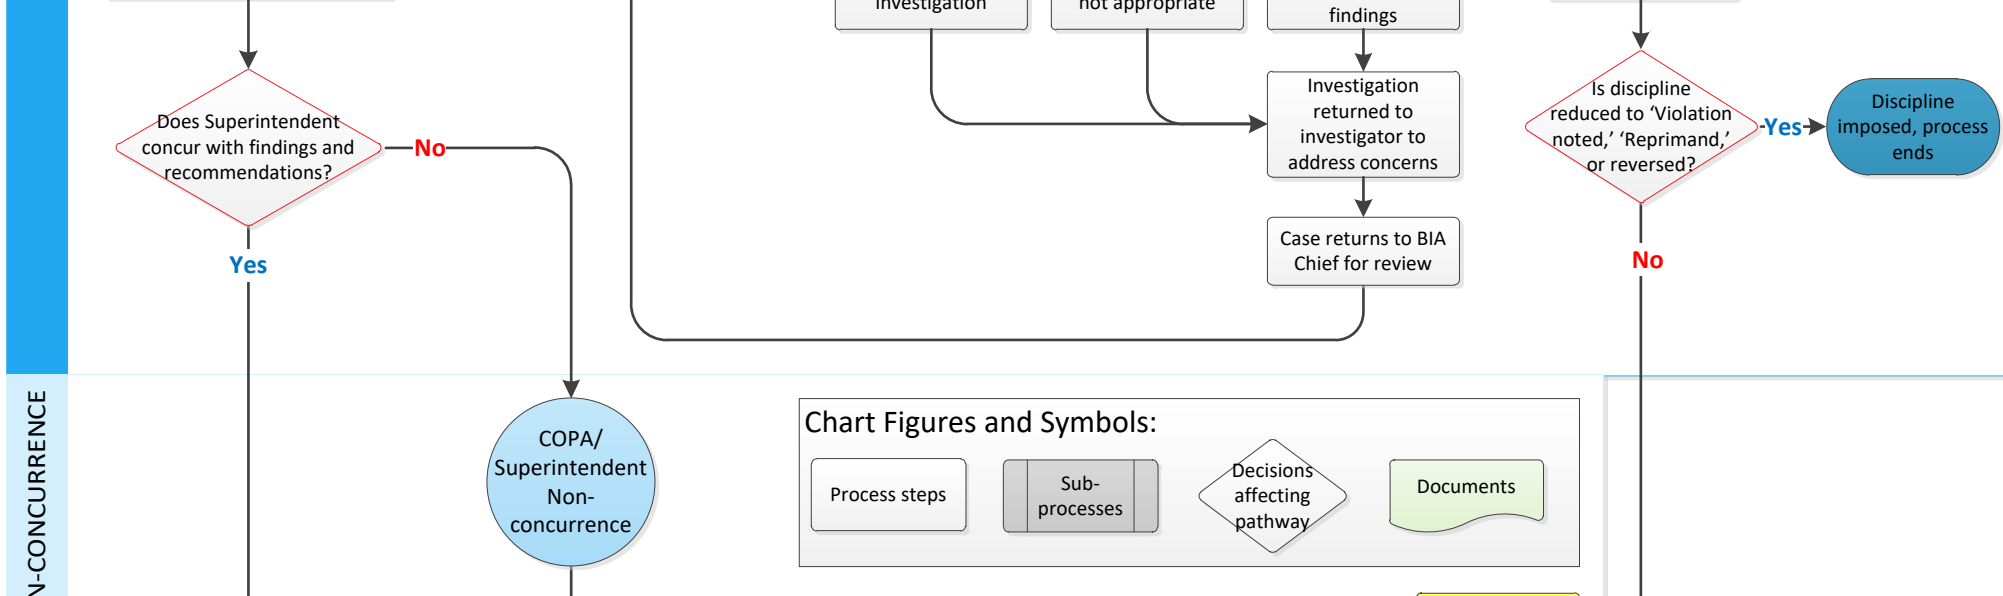 investigation
not appropriate
findings
Does Superintendent
concur with findings and
recommendations?
No
Yes
Investigation
returned to
investigator to
address concerns
Case returns to BIA
Chief for review
Is discipline
reduced to ‘Violation
noted,’ ‘Reprimand,’
or reversed?
Yes
Discipline
imposed, process
ends
No
N-CONCURRENCE
COPA/
Superintendent
Non-
concurrence
Chart Figures and Symbols:
Process steps
Sub-
processes
Decisions
affecting
pathway
Documents